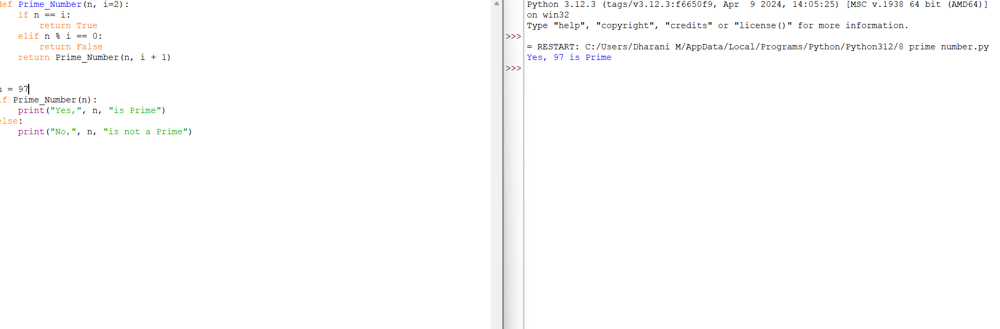 def Prime_Number(n, i=2):
    if n == i:
        return True
    elif n % i == 0:
        return False
    return Prime_Number(n, i + 1)
n = 97
if Prime_Number(n):
    print("Yes,", n, "is Prime")
else:
    print("No,", n, "is not a Prime")
Python 3.12.3 (tags/v3.12.3:f6650f9, Apr  9 2024, 14:05:25) [MSC v.1938 64 bit (AMD64)]
on win32
Type "help", "copyright", "credits" or "license()" for more information.
>>>
= RESTART: C:/Users/Dharani M/AppData/Local/Programs/Python/Python312/8 prime number.py
Yes, 97 is Prime
>>>